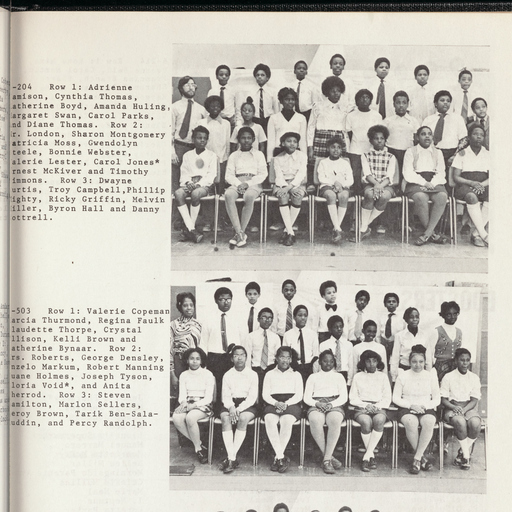 -204 Row 1: Adrienne
amison, Cynthia Thomas,
atherine Boyd, Amanda Huling,
argaret Swan, Carol Parks,
nd Diane Thomas. Row 2:
r. London, Sharon Montgomery
atricia Moss, Gwendolyn
teele, Bonnie Webster,
alerie Lester, Carol Jones*
rnest McKiver and Timothy
mons. Row 3: Dwayne
urtis, Troy Campbell,Phillip
ighty, Ricky Griffin, Melvin
iller, Byron Hall and Danny
ottrell.
-503 Row 1: Valerie Copeman
arcia Thurmond, Regina Faulk
laudette Thorpe, Crystal
llison, Kelli Brown and
atherine Bynaar. Row 2:
rs. Roberts, George Densley,
nzelo Markum, Robert Manning
uane Holmes, Joseph Tyson,
loria Void*, and Anita
herrod. Row 3: Steven
amilton, Marlon Sellers,
eroy Brown, Tarik Ben-Sala-
uddin, and Percy Randolph.